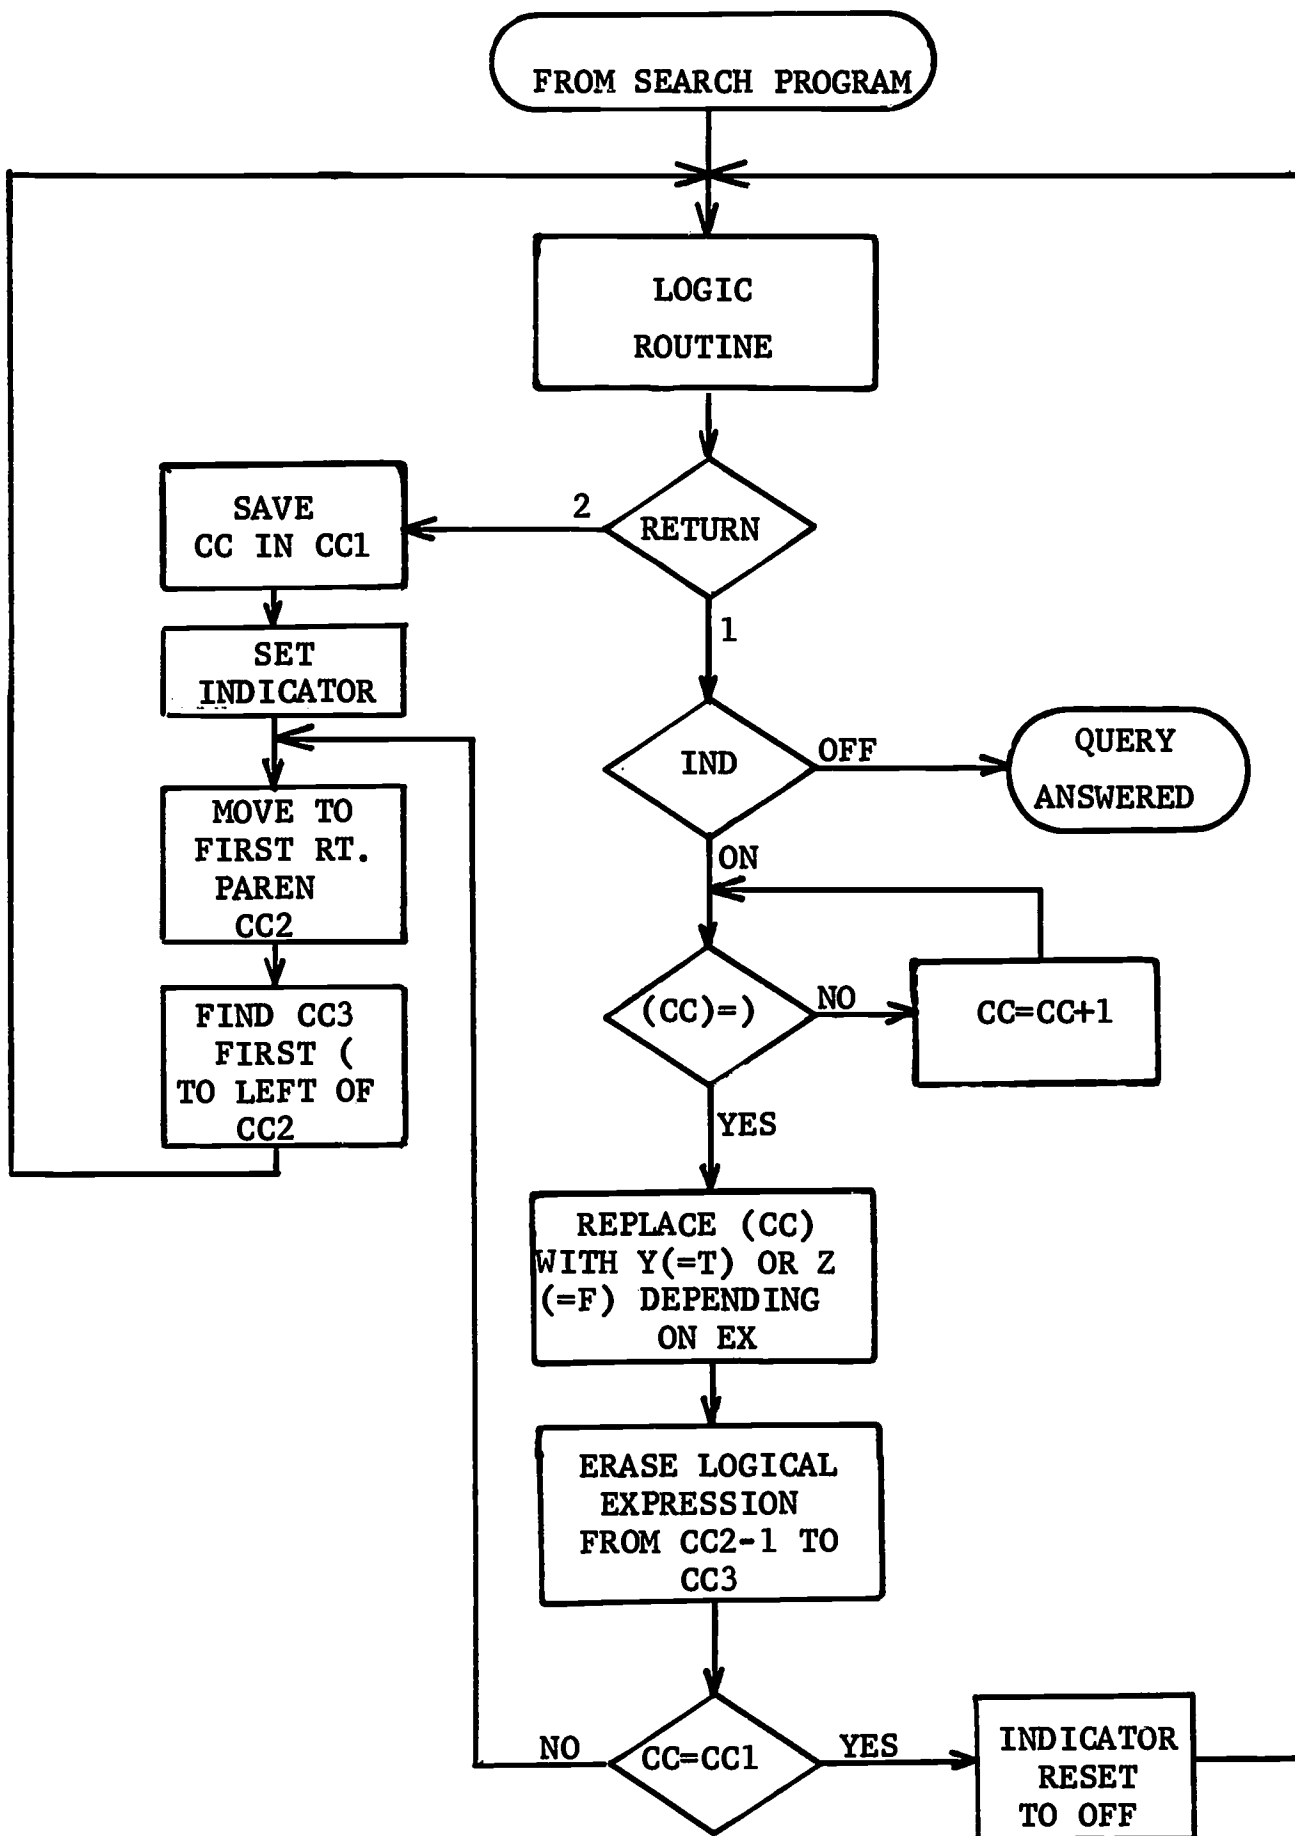 FROM SEARCH PROGRAM
LOGIC
ROUTINE
RETURN
2
1
SAVE
CC IN CC1
SET
INDICATOR
MOVE TO
FIRST RT.
PAREN
CC2
FIND CC3
FIRST (
TO LEFT OF
CC2
IND
OFF
QUERY
ANSWERED
ON
(CC)=)
NO
CC=CC+1
YES
REPLACE (CC)
WITH Y(=T) OR Z
(=F) DEPENDING
ON EX
ERASE LOGICAL
EXPRESSION
FROM CC2-1 TO
CC3
CC=CC1
NO
YES
INDICATOR
RESET
TO OFF